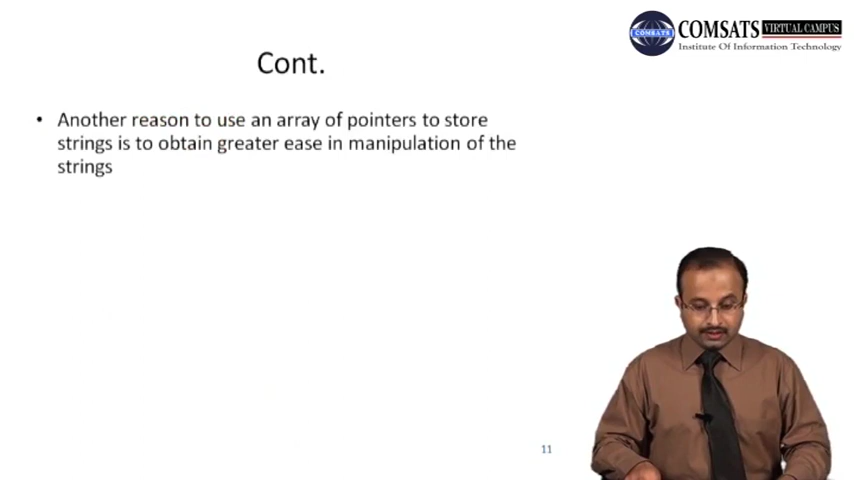 COMSATS VIRTUAL CAMPUS
Institute Of Information Technology
COMSATS
Cont.
• Another reason to use an array of pointers to store
strings is to obtain greater ease in manipulation of the
strings
11